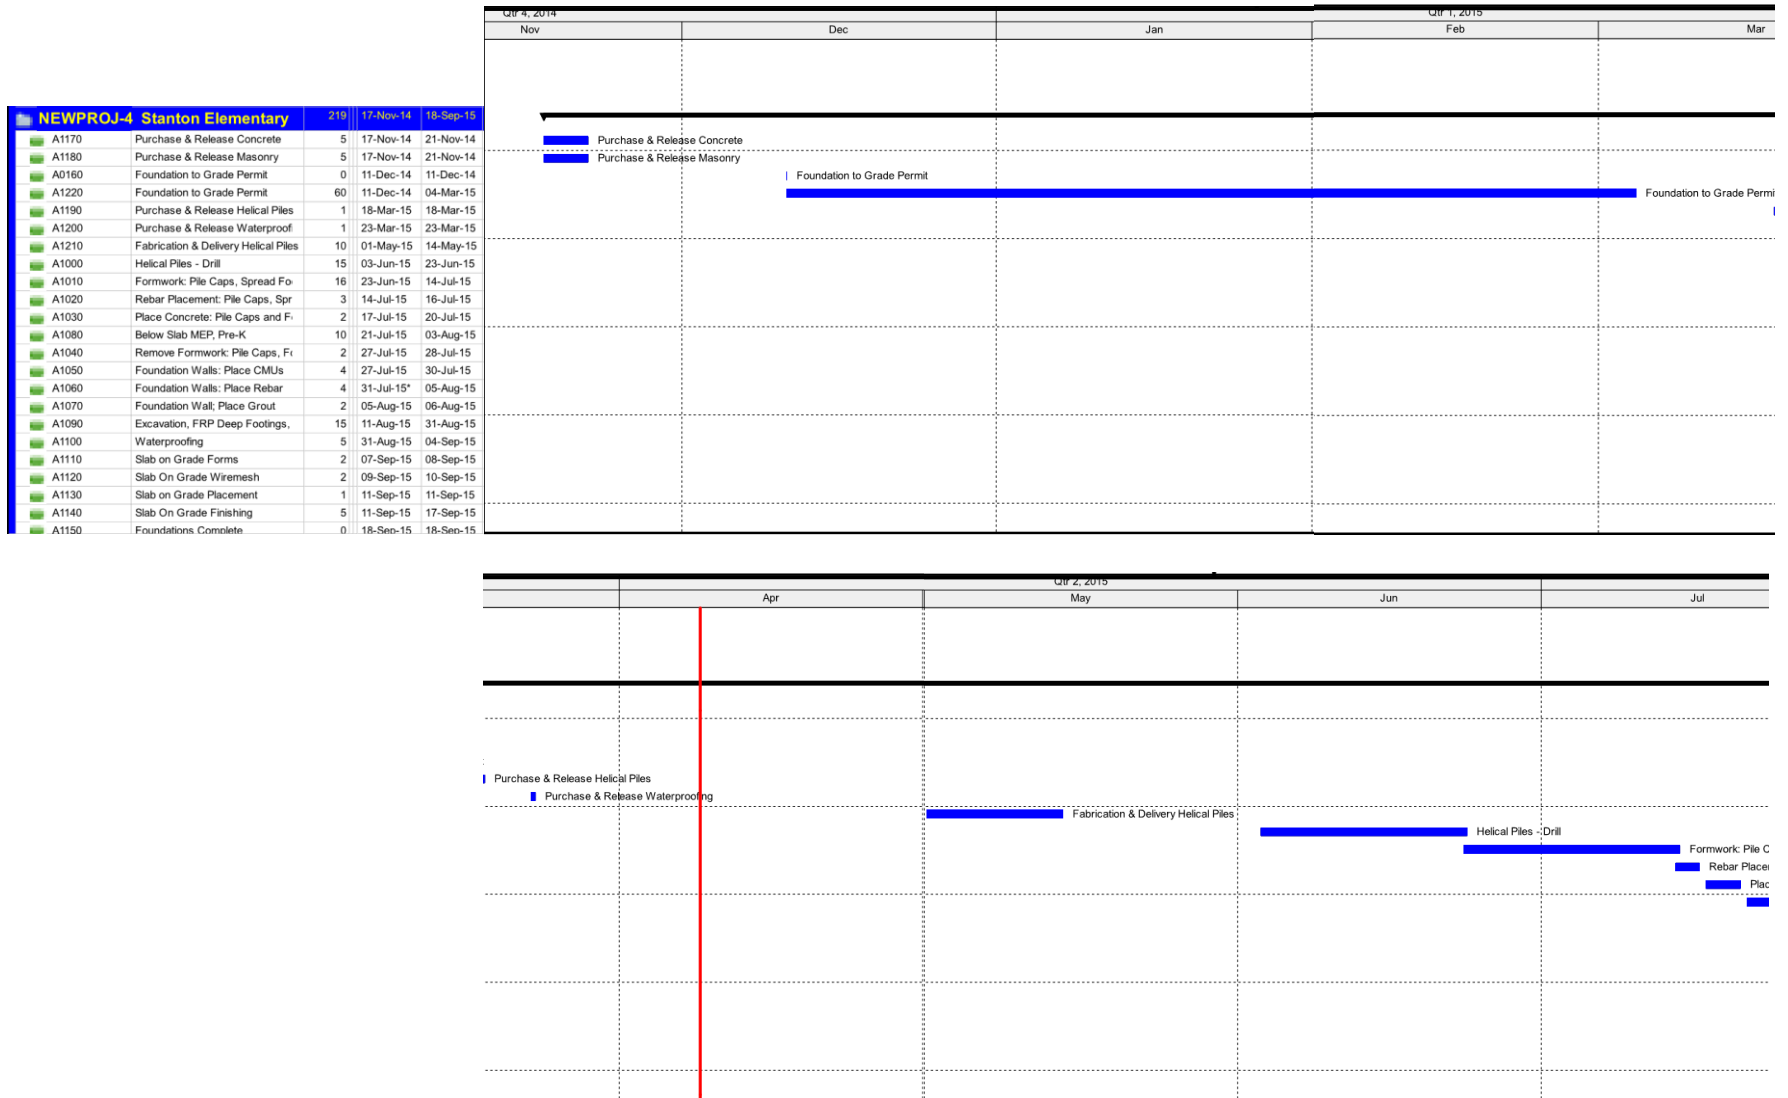 Qtr 4, 2014 Qtr 1, 2015
Nov Dec Jan Feb Mar
NEWPROJ-4 Stanton Elementary 219 17-Nov-14 18-Sep-15
A1170 Purchase & Release Concrete 5 17-Nov-14 21-Nov-14 Purchase & Release Concrete
A1180 Purchase & Release Masonry 5 17-Nov-14 21-Nov-14 Purchase & Release Masonry
A0160 Foundation to Grade Permit 0 11-Dec-14 11-Dec-14 Foundation to Grade Permit
A1220 Foundation to Grade Permit 60 11-Dec-14 04-Mar-15 Foundation to Grade Permit
A1190 Purchase & Release Helical Piles 1 18-Mar-15 18-Mar-15
A1200 Purchase & Release Waterproofi 1 23-Mar-15 23-Mar-15
A1210 Fabrication & Delivery Helical Piles 10 01-May-15 14-May-15
A1000 Helical Piles - Drill 15 03-Jun-15 23-Jun-15
A1010 Formwork: Pile Caps, Spread Fo 16 23-Jun-15 14-Jul-15
A1020 Rebar Placement: Pile Caps, Spr 3 14-Jul-15 16-Jul-15
A1030 Place Concrete: Pile Caps and F 2 17-Jul-15 20-Jul-15
A1080 Below Slab MEP, Pre-K 10 21-Jul-15 03-Aug-15
A1040 Remove Formwork: Pile Caps, Fo 2 27-Jul-15 28-Jul-15
A1050 Foundation Walls: Place CMUs 4 27-Jul-15 30-Jul-15
A1060 Foundation Walls: Place Rebar 4 31-Jul-15* 05-Aug-15
A1070 Foundation Wall; Place Grout 2 05-Aug-15 06-Aug-15
A1090 Excavation, FRP Deep Footings, 15 11-Aug-15 31-Aug-15
A1100 Waterproofing 5 31-Aug-15 04-Sep-15
A1110 Slab on Grade Forms 2 07-Sep-15 08-Sep-15
A1120 Slab On Grade Wiremesh 2 09-Sep-15 10-Sep-15
A1130 Slab on Grade Placement 1 11-Sep-15 11-Sep-15
A1140 Slab On Grade Finishing 5 11-Sep-15 17-Sep-15
A1150 Foundations Complete 0 18-Sep-15 18-Sep-15
Qtr 2, 2015
Apr May Jun Jul
Purchase & Release Helical Piles
Purchase & Release Waterproofing
Fabrication & Delivery Helical Piles
Helical Piles - Drill
Formwork: Pile C
Rebar Placer
Plac